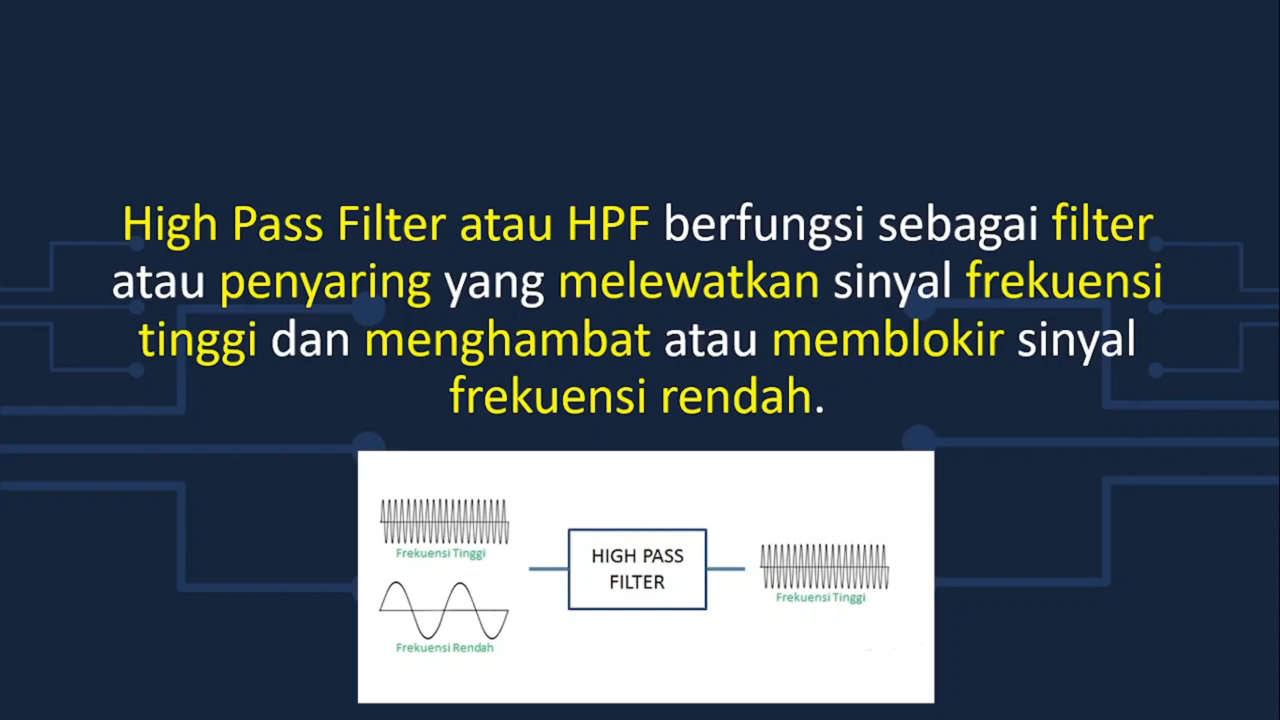 High Pass Filter atau HPF berfungsi sebagai filter
atau penyaring yang melewatkan sinyal frekuensi
tinggi dan menghambat atau memblokir sinyal
frekuensi rendah.
Frekuensi Tinggi
Frekuensi Rendah
HIGH PASS
FILTER
Frekuensi Tinggi